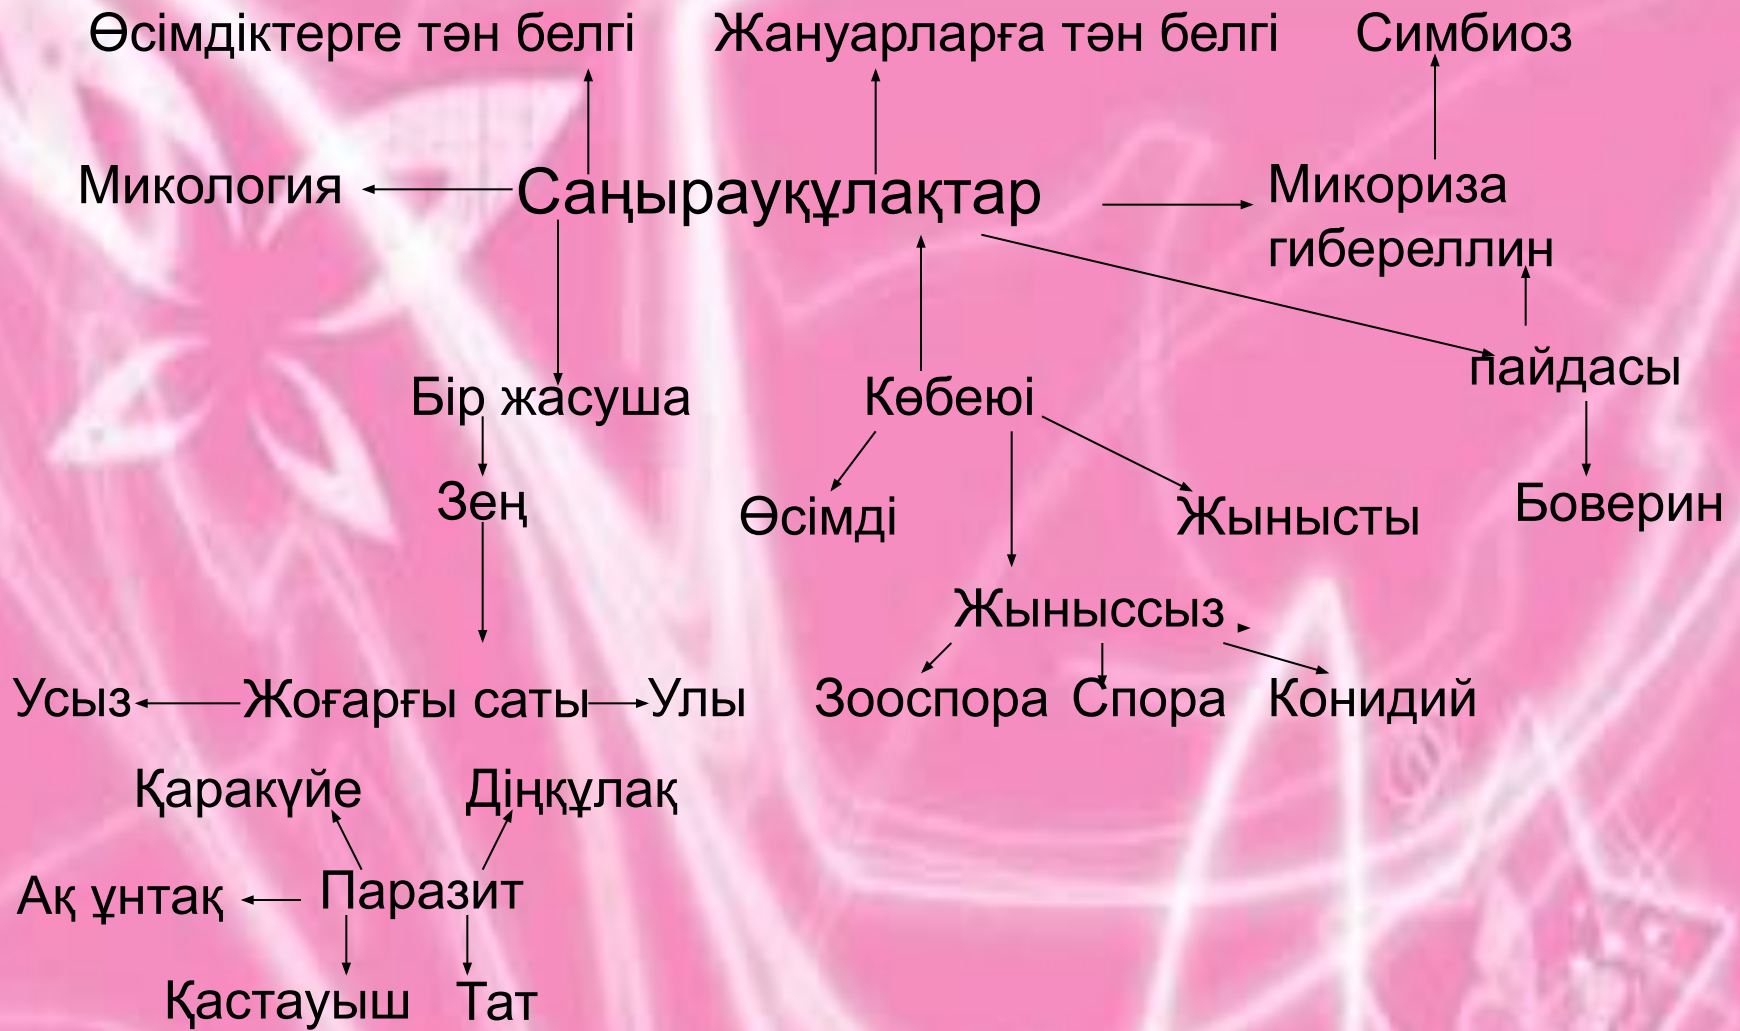 Өсімдіктерге тән белгі
Жануарларға тән белгі
Симбиоз
Микология
Саңырауқұлақтар
Микориза
гибереллин
пайдасы
Бір жасуша
Көбеюі
Зең
Өсімді
Жынысты
Боверин
Жыныссыз
Усыз
Жоғарғы саты
Улы
Зооспора
Спора
Конидий
Қаракүйе
Діңқұлақ
Ақ ұнтақ
Паразит
Қастауыш
Тат